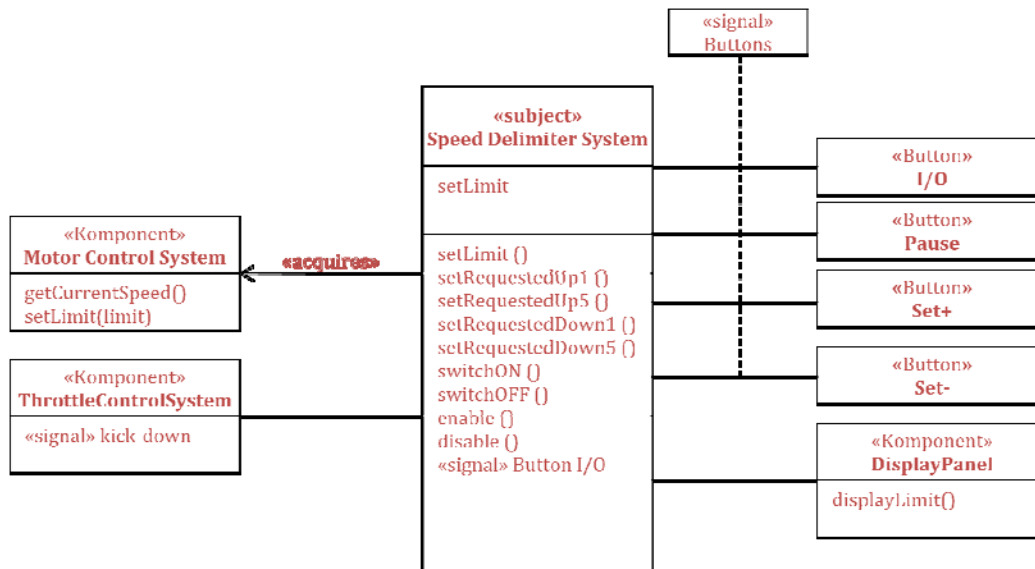 «signal»
Buttons
«subject»
Speed Delimiter System
setLimit
setLimit ()
setRequestedUp1 ()
setRequestedUp5 ()
setRequestedDown1 ()
setRequestedDown5 ()
switchON ()
switchOFF ()
enable ()
disable ()
«signal» Button I/O
«Komponent»
Motor Control System
getCurrentSpeed()
setLimit(limit)
«acquires»
«Komponent»
ThrottleControlSystem
«signal» kick down
«Button»
I/O
«Button»
Pause
«Button»
Set+
«Button»
Set-
«Komponent»
DisplayPanel
displayLimit()